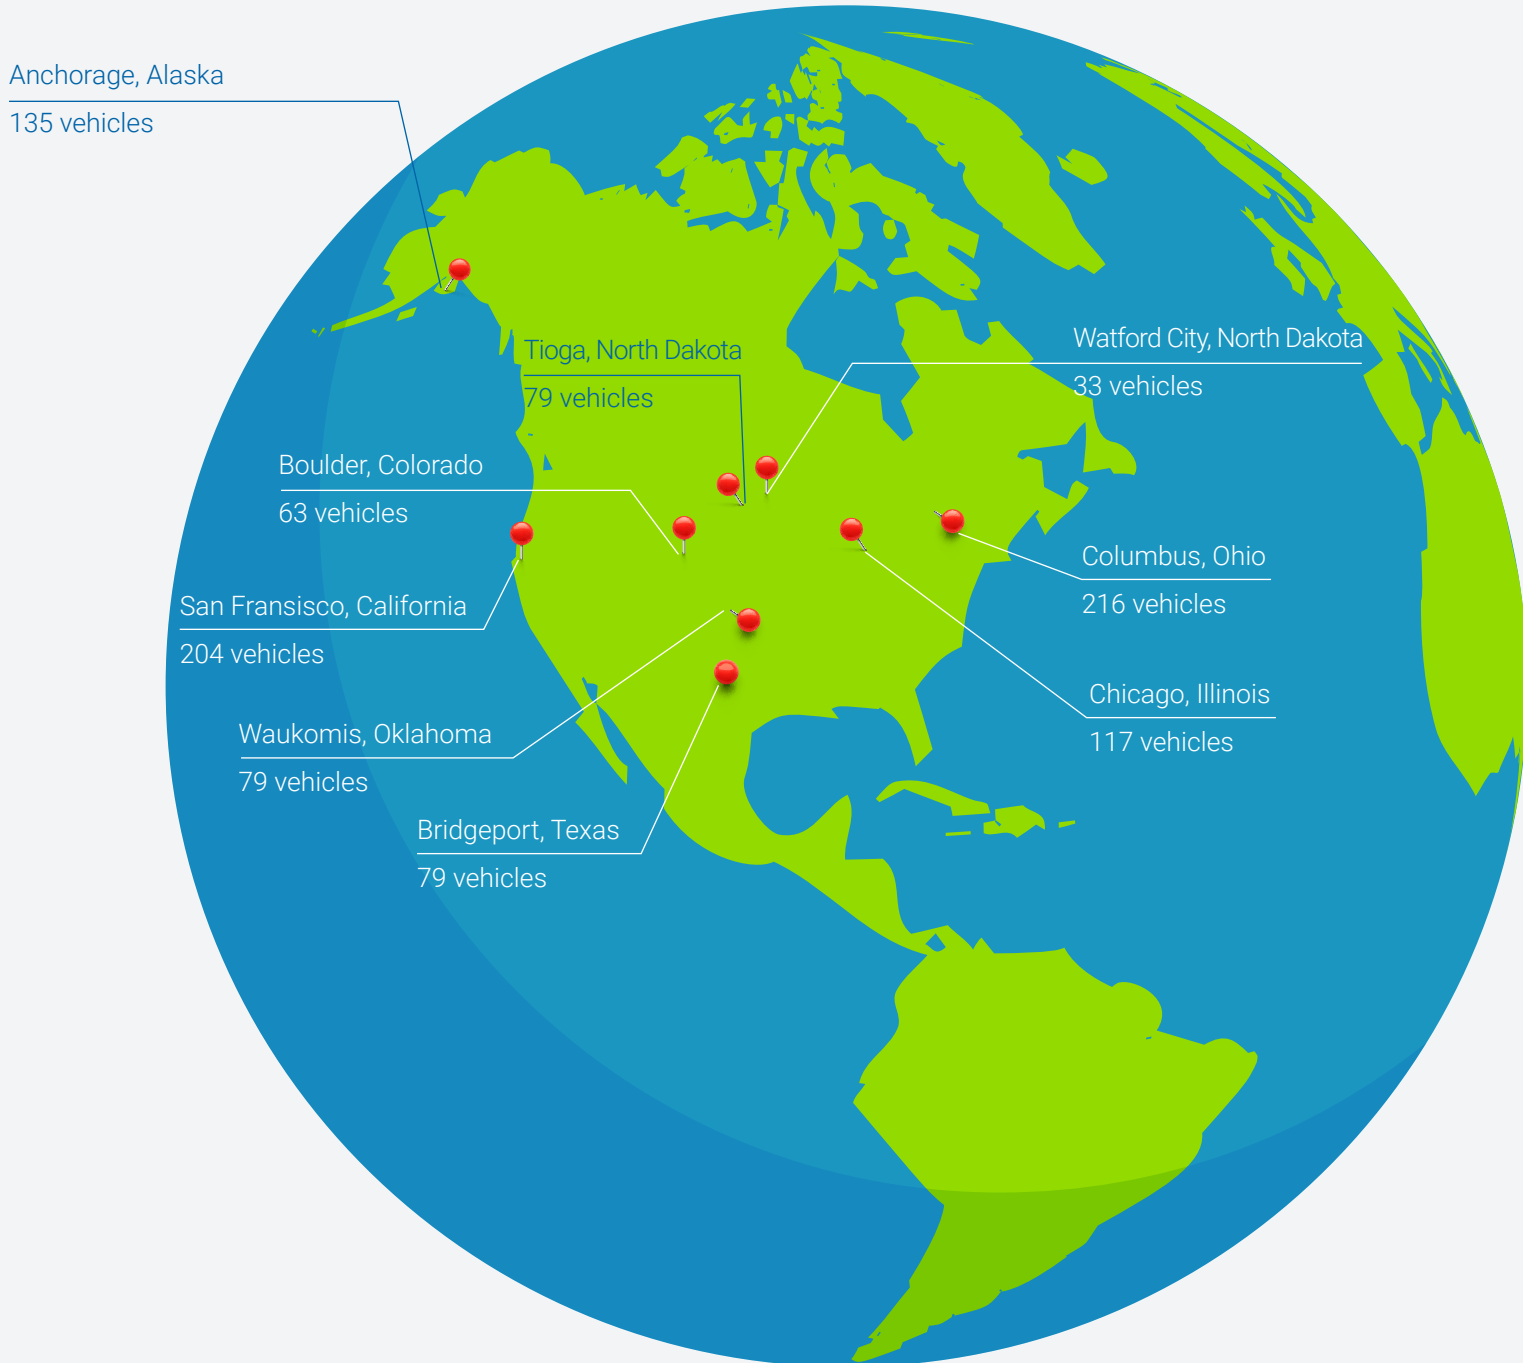 Anchorage, Alaska
135 vehicles
Tioga, North Dakota
79 vehicles
Watford City, North Dakota
33 vehicles
Boulder, Colorado
63 vehicles
San Fransisco, California
204 vehicles
Columbus, Ohio
216 vehicles
Chicago, Illinois
117 vehicles
Waukomis, Oklahoma
79 vehicles
Bridgeport, Texas
79 vehicles